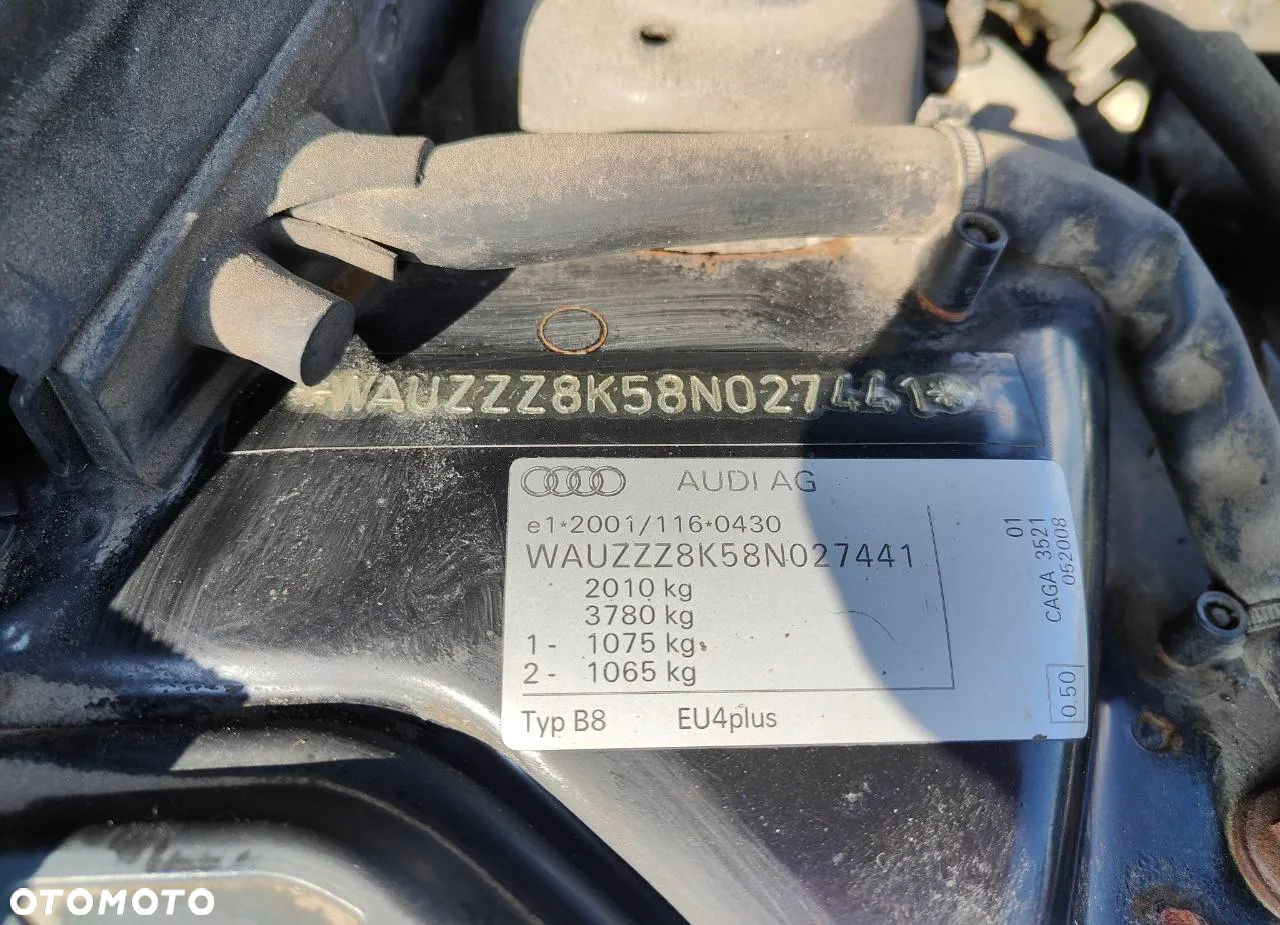 *WAUZZZ8K58N027441*
AUDI AG
e1*2001/116*0430
WAUZZZ8K58N027441
2010 kg
3780 kg
1- 1075 kg
2- 1065 kg
Typ B8 EU4plus
01
CAGA 3521
052008
0.50
OTOMOTO